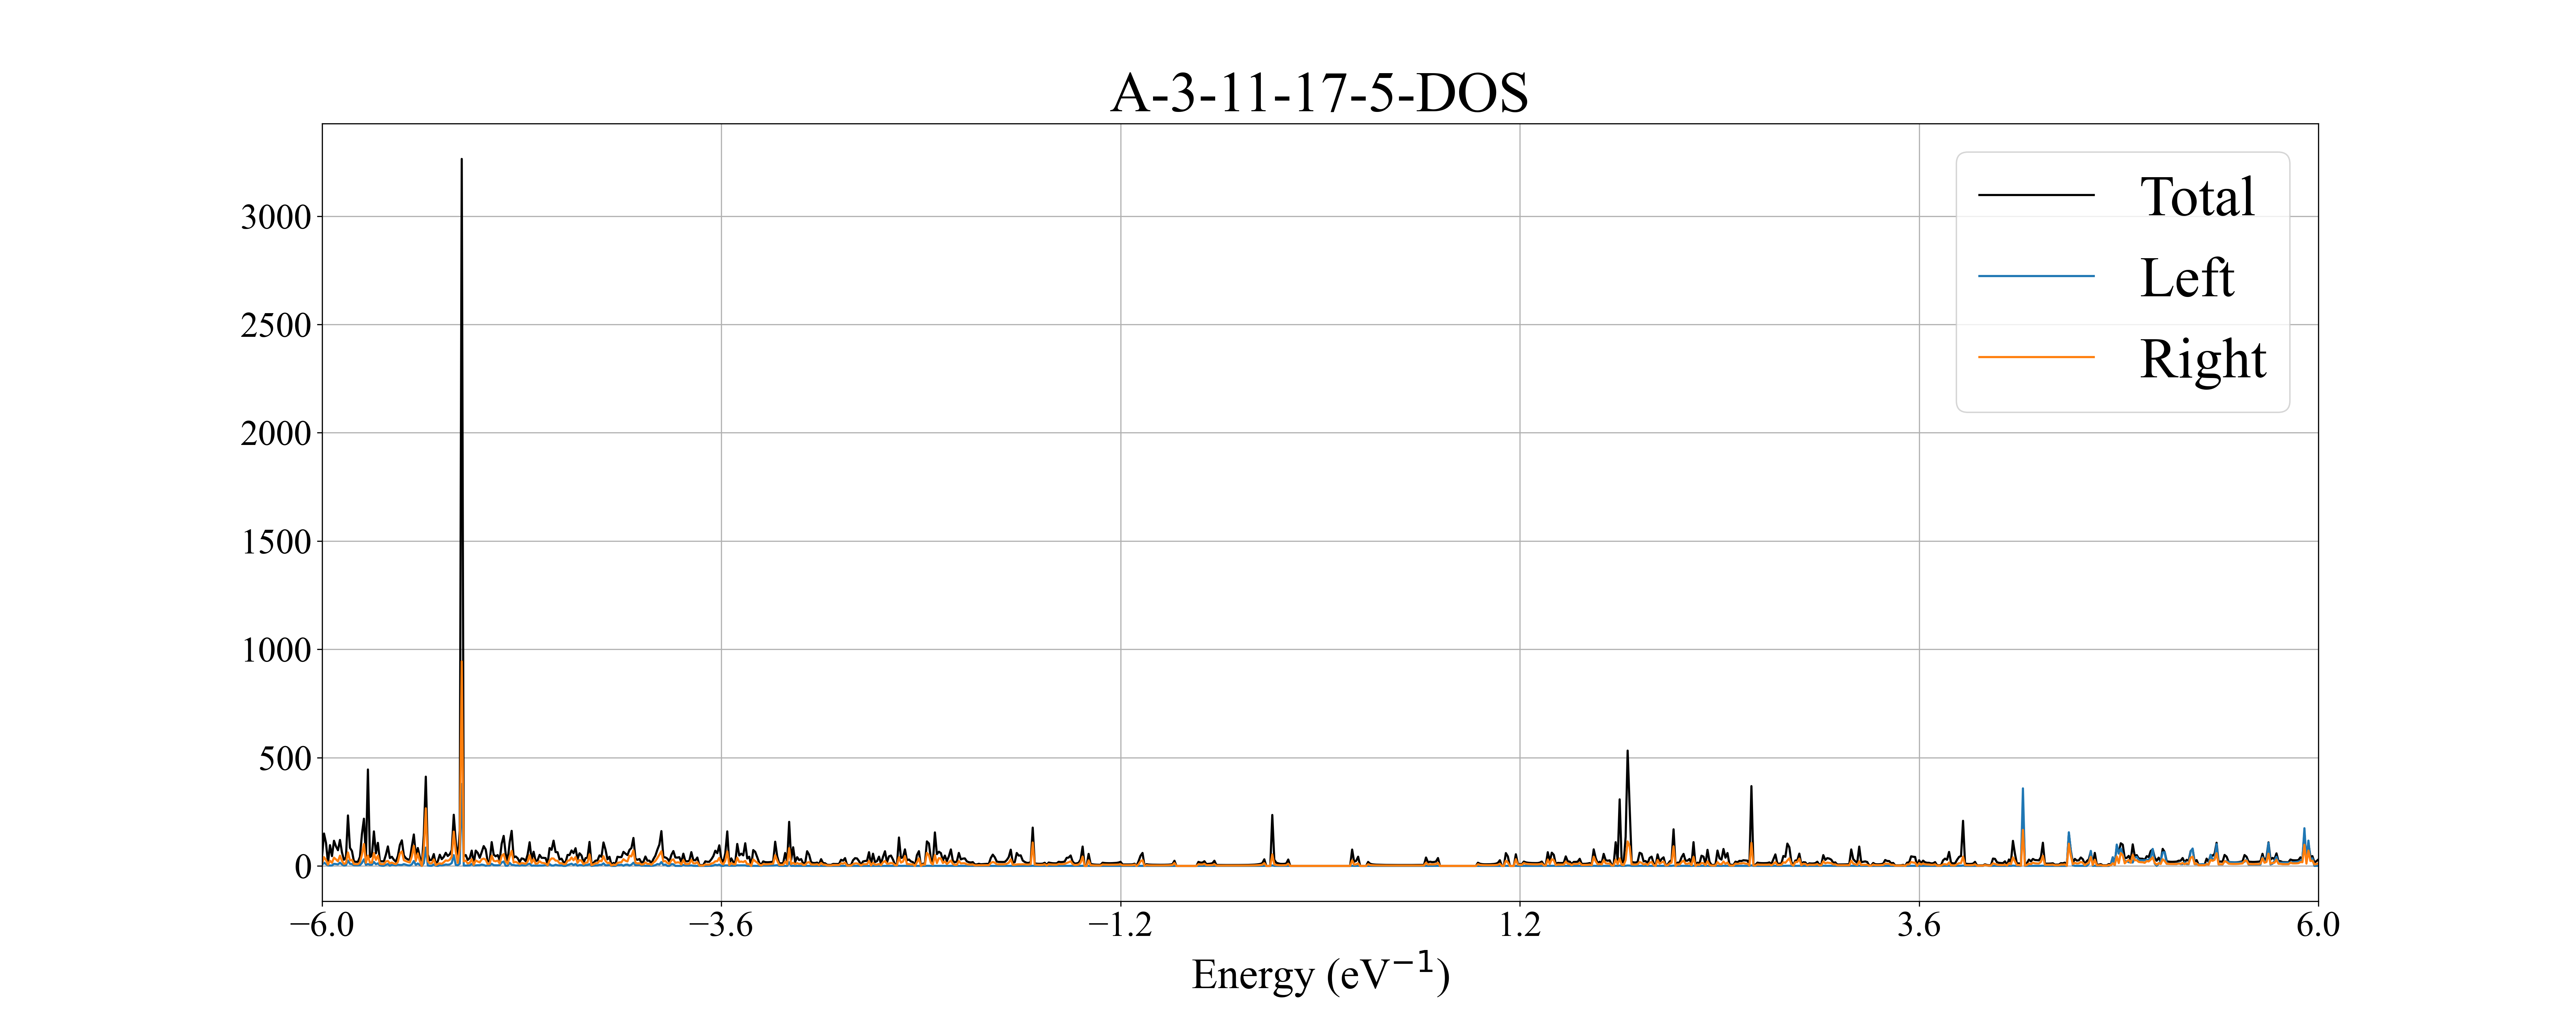 A-3-11-17-5-DOS
Total
Left
Right
3000
2500
2000
1500
1000
500
0
−6.0 −3.6 −1.2 1.2 3.6 6.0
Energy (eV⁻¹)